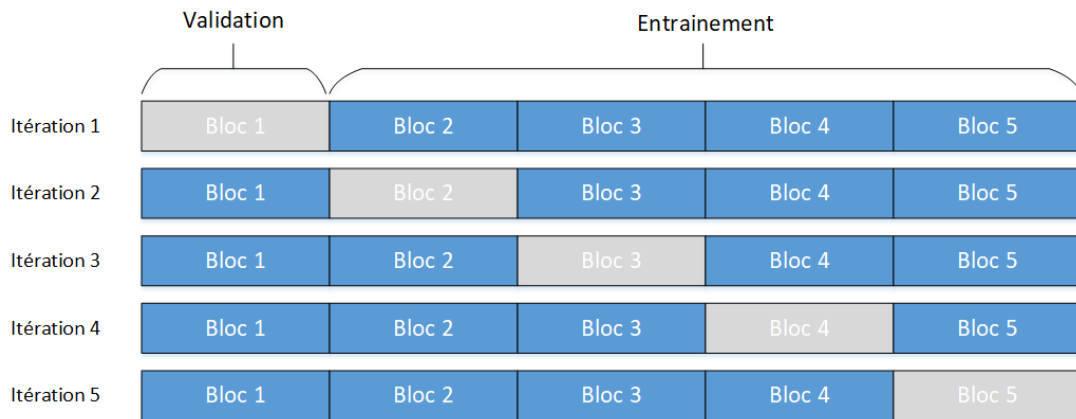 Validation Entrainement
Itération 1 Bloc 1 Bloc 2 Bloc 3 Bloc 4 Bloc 5
Itération 2 Bloc 1 Bloc 2 Bloc 3 Bloc 4 Bloc 5
Itération 3 Bloc 1 Bloc 2 Bloc 3 Bloc 4 Bloc 5
Itération 4 Bloc 1 Bloc 2 Bloc 3 Bloc 4 Bloc 5
Itération 5 Bloc 1 Bloc 2 Bloc 3 Bloc 4 Bloc 5